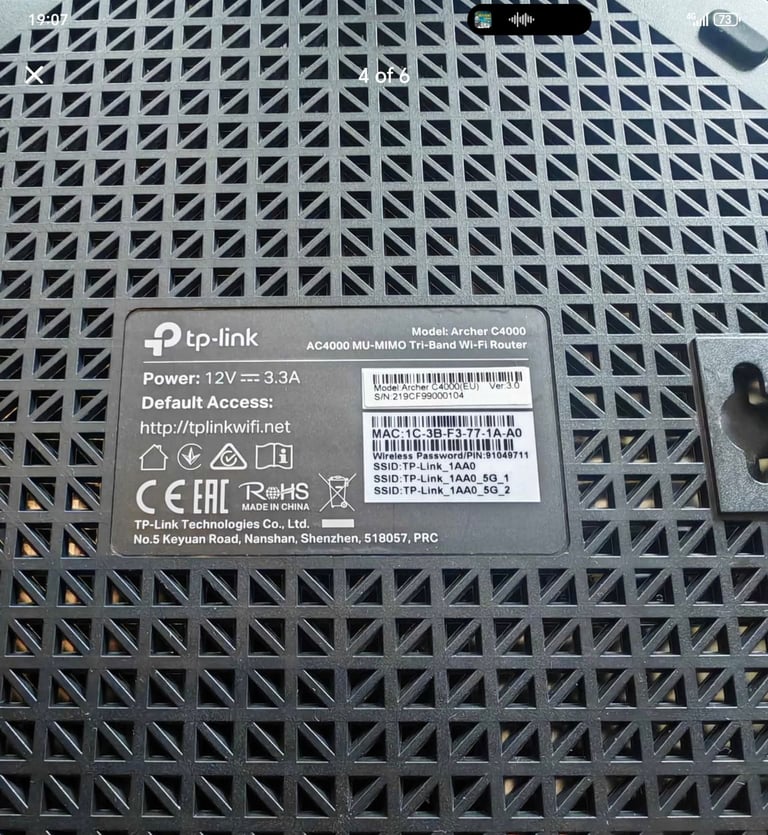 19:07
4G
73
4 of 6
tp-link
Model: Archer C4000
AC4000 MU-MIMO Tri-Band Wi-Fi Router
Power: 12V 3.3A
Default Access:
http://tplinkwifi.net
Model:Archer C4000(EU) Ver:3.0
S/N:219CF99000104
MAC:1C-3B-F3-77-1A-A0
Wireless Password/PIN:91049711
SSID:TP-Link_1AA0
SSID:TP-Link_1AA0_5G_1
SSID:TP-Link_1AA0_5G_2
CE EAC RoHS
MADE IN CHINA
TP-Link Technologies Co., Ltd.
No.5 Keyuan Road, Nanshan, Shenzhen, 518057, PRC